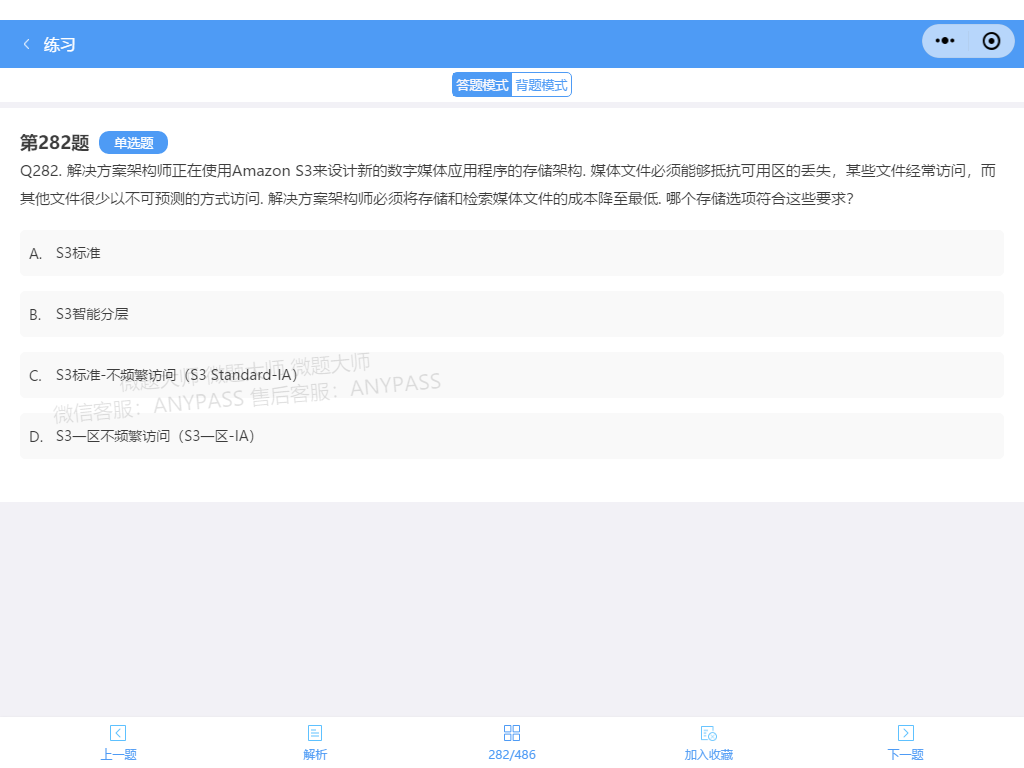 练习
答题模式 背题模式
第282题 单选题
Q282. 解决方案架构师正在使用Amazon S3来设计新的数字媒体应用程序的存储架构. 媒体文件必须能够抵抗可用区的丢失，某些文件经常访问，而
其他文件很少以不可预测的方式访问. 解决方案架构师必须将存储和检索媒体文件的成本降至最低. 哪个存储选项符合这些要求？
A. S3标准
B. S3智能分层
C. S3标准-不频繁访问（S3 Standard-IA）
微题大师 微题大师 微题大师
微信客服：ANYPASS 售后客服：ANYPASS
D. S3一区不频繁访问（S3一区-IA）
上一题 解析 282/486 加入收藏 下一题